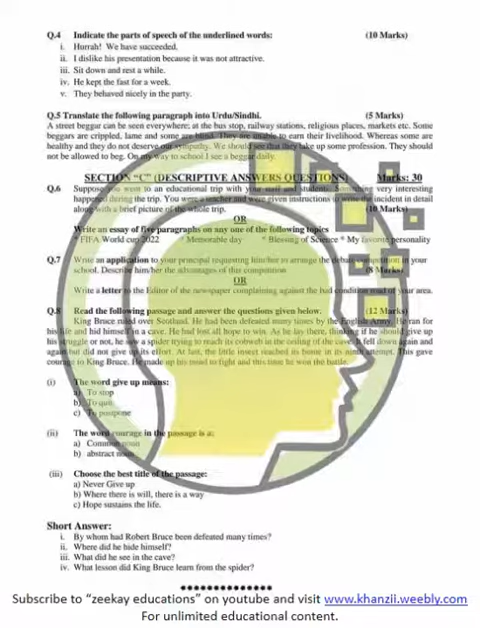 Q.4 Indicate the parts of speech of the underlined words: (10 Marks)
i. Hurrah! We have succeeded.
ii. I dislike his presentation because it was not attractive.
iii. Sit down and rest a while.
iv. He kept the fast for a week.
v. They behaved nicely in the party.
Q.5 Translate the following paragraph into Urdu/Sindhi. (5 Marks)
A street beggar can be seen everywhere; at the bus stop, railway stations, religious places, markets etc. Some
beggars are crippled, lame and some are blind. They are unable to earn their livelihood. Whereas some are
healthy and they do not deserve our sympathy. We should see that they take up some profession. They should
not be allowed to beg. On my way to school I see a beggar daily.
SECTION "C" (DESCRIPTIVE ANSWERS QUESTIONS) Marks: 30
Q.6 Suppose you went to an educational trip with your staff and students. Something very interesting
happened during the trip. You were a teacher and were given instructions to write the incident in detail
along with a brief picture of the whole trip. (10 Marks)
OR
Write an essay of five paragraphs on any one of the following topics
* FIFA World cup 2022 * Memorable day * Blessing of Science * My favorite personality
Q.7 Write an application to your principal requesting him/her to arrange the debate competition in your
school. Describe him/her the advantages of this competition (8 Marks)
OR
Write a letter to the Editor of the newspaper complaining against the bad condition road of your area.
Q.8 Read the following passage and answer the questions given below. (12 Marks)
King Bruce ruled over Scotland. He had been defeated many times by the English Army. He ran for
his life and hid himself in a cave. He had lost all hope to win. As he lay there, thinking if he should give up
his struggle or not, he saw a spider trying to reach its cobweb in the ceiling of the cave. It fell down again and
again but did not give up its effort. At last, the little insect reached its home in its ninth attempt. This gave
courage to King Bruce. He made up his mind to fight and this time he won the battle.
(i) The word give up means:
a) To stop
b) To quit
c) To postpone
(ii) The word courage in the passage is a:
a) Common noun
b) abstract noun
(iii) Choose the best title of the passage:
a) Never Give up
b) Where there is will, there is a way
c) Hope sustains the life.
Short Answer:
i. By whom had Robert Bruce been defeated many times?
ii. Where did he hide himself?
iii. What did he see in the cave?
iv. What lesson did King Bruce learn from the spider?
Subscribe to "zeekay educations" on youtube and visit www.khanzii.weebly.com
For unlimited educational content.